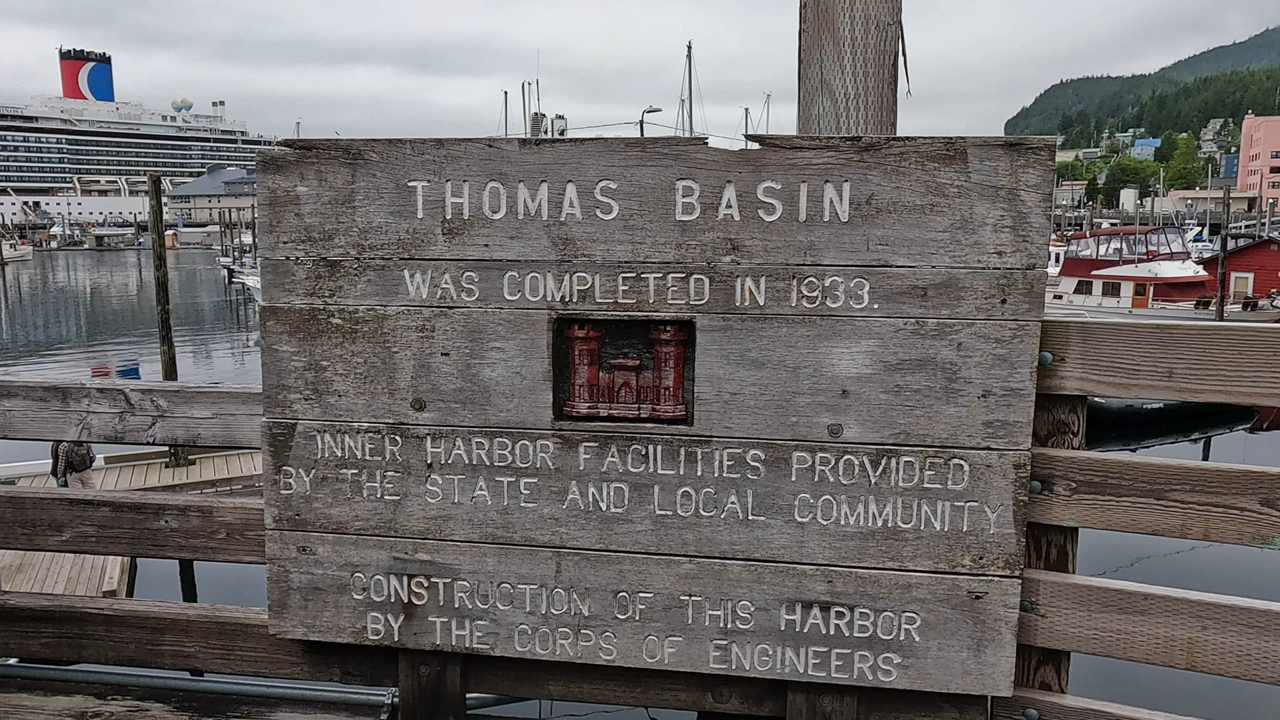 THOMAS BASIN
WAS COMPLETED IN 1933.
INNER HARBOR FACILITIES PROVIDED
BY THE STATE AND LOCAL COMMUNITY
CONSTRUCTION OF THIS HARBOR
BY THE CORPS OF ENGINEERS